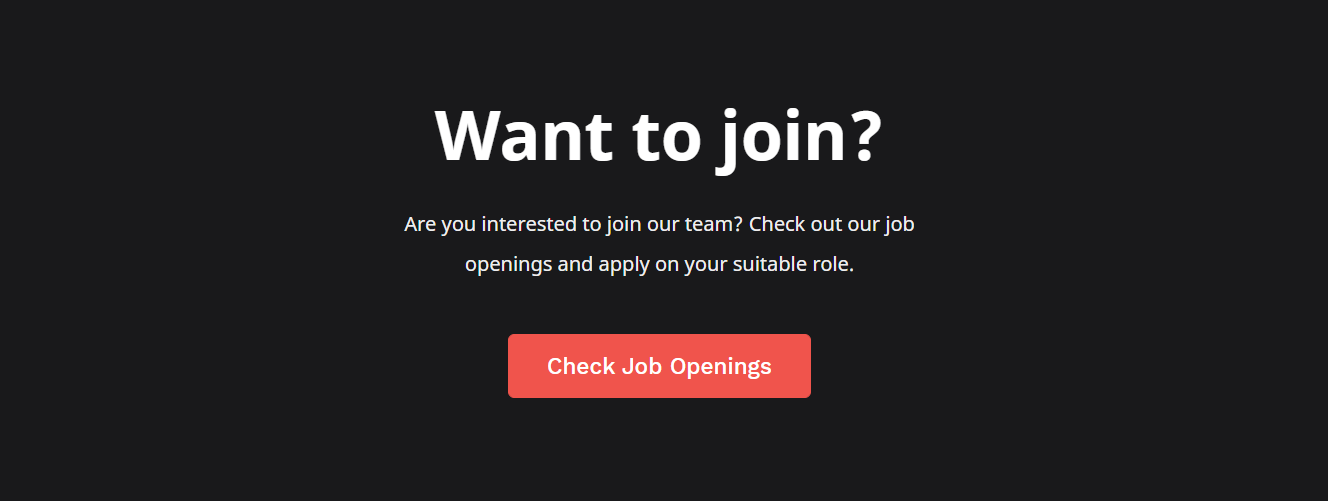 Want to join?
Are you interested to join our team? Check out our job
openings and apply on your suitable role.
Check Job Openings